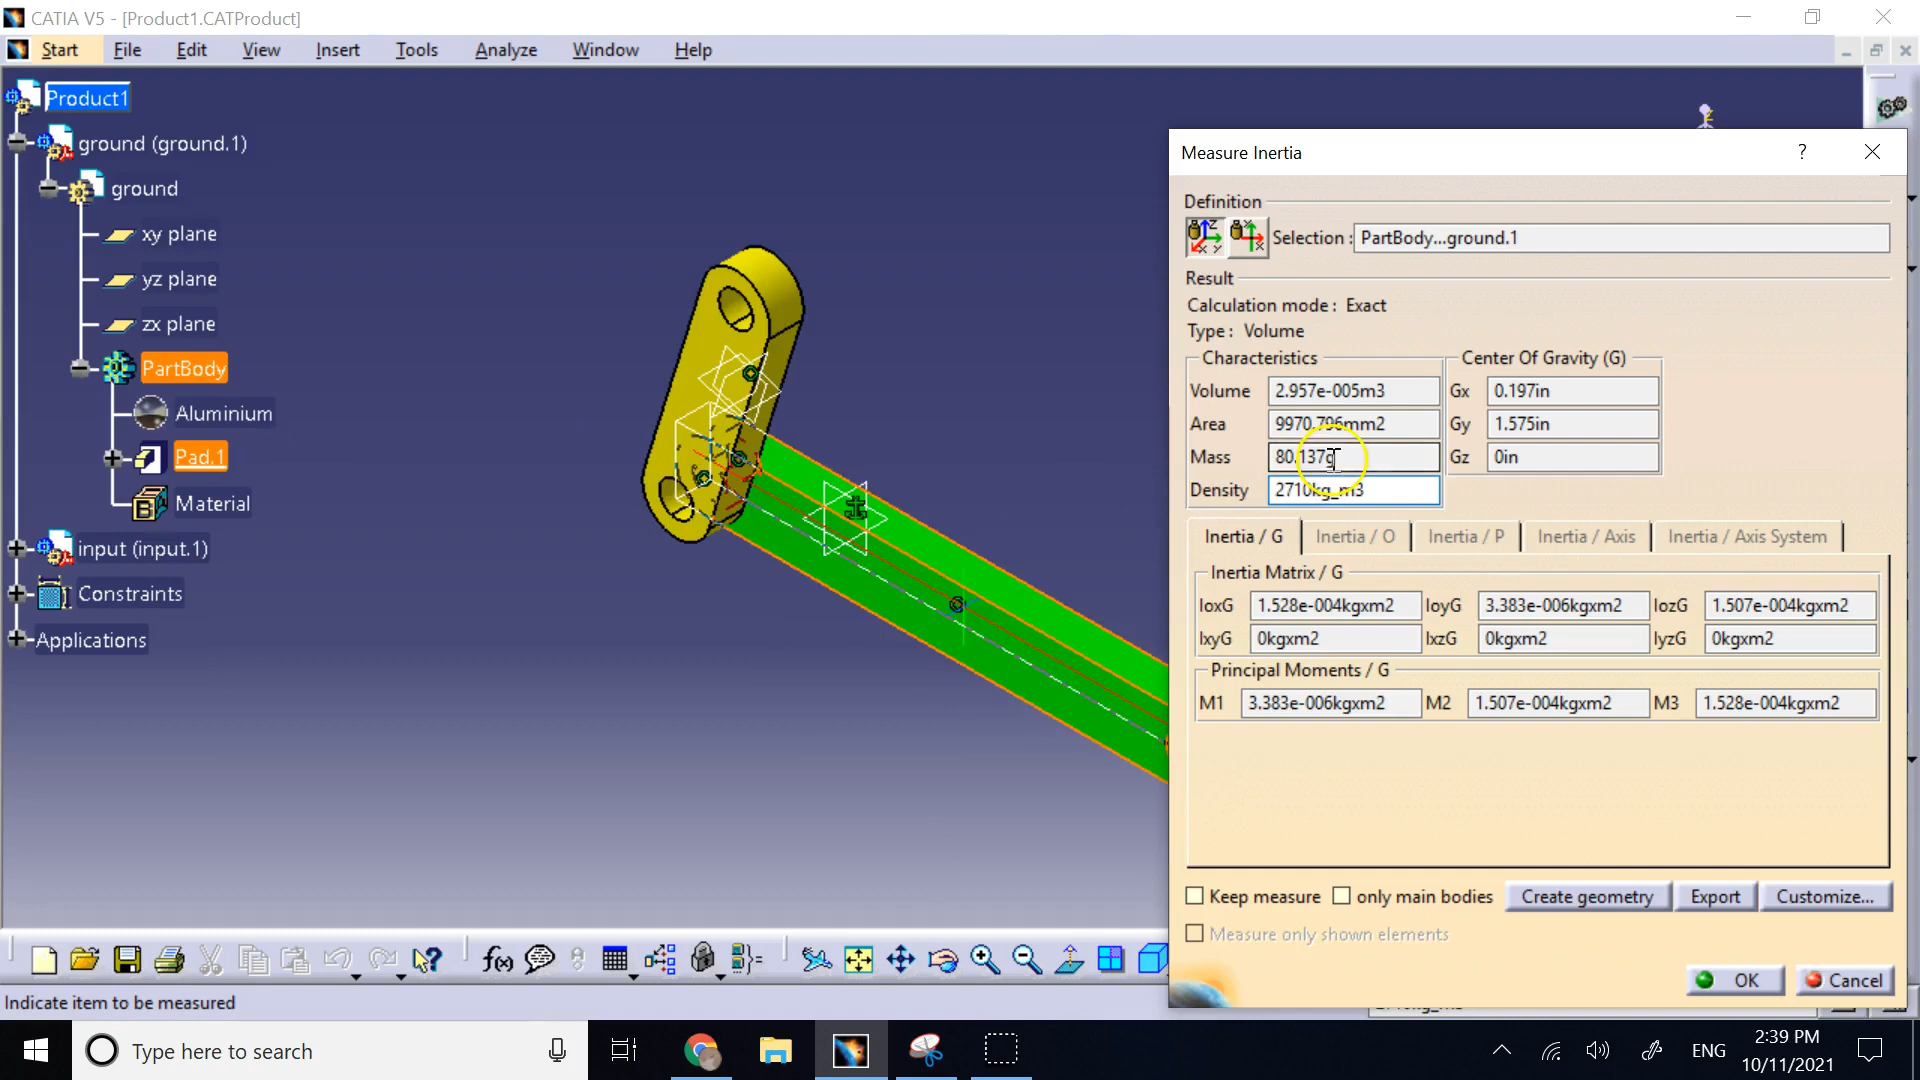 CATIA V5 - [Product1.CATProduct]
Start File Edit View Insert Tools Analyze Window Help
Product1
ground (ground.1)
ground
xy plane
yz plane
zx plane
PartBody
Aluminium
Pad.1
Material
input (input.1)
Constraints
Applications
Measure Inertia
?
Definition
Selection : PartBody...ground.1
Result
Calculation mode : Exact
Type : Volume
Characteristics Center Of Gravity (G)
Volume 2.957e-005m3 Gx 0.197in
Area 9970.796mm2 Gy 1.575in
Mass 80.137g Gz 0in
Density 2710kg_m3
Inertia / G Inertia / O Inertia / P Inertia / Axis Inertia / Axis System
Inertia Matrix / G
IoxG 1.528e-004kgxm2 IoyG 3.383e-006kgxm2 IozG 1.507e-004kgxm2
IxyG 0kgxm2 IxzG 0kgxm2 IyzG 0kgxm2
Principal Moments / G
M1 3.383e-006kgxm2 M2 1.507e-004kgxm2 M3 1.528e-004kgxm2
Keep measure only main bodies Create geometry Export Customize...
Measure only shown elements
OK Cancel
f(x)
Indicate item to be measured
Type here to search
ENG
2:39 PM
10/11/2021